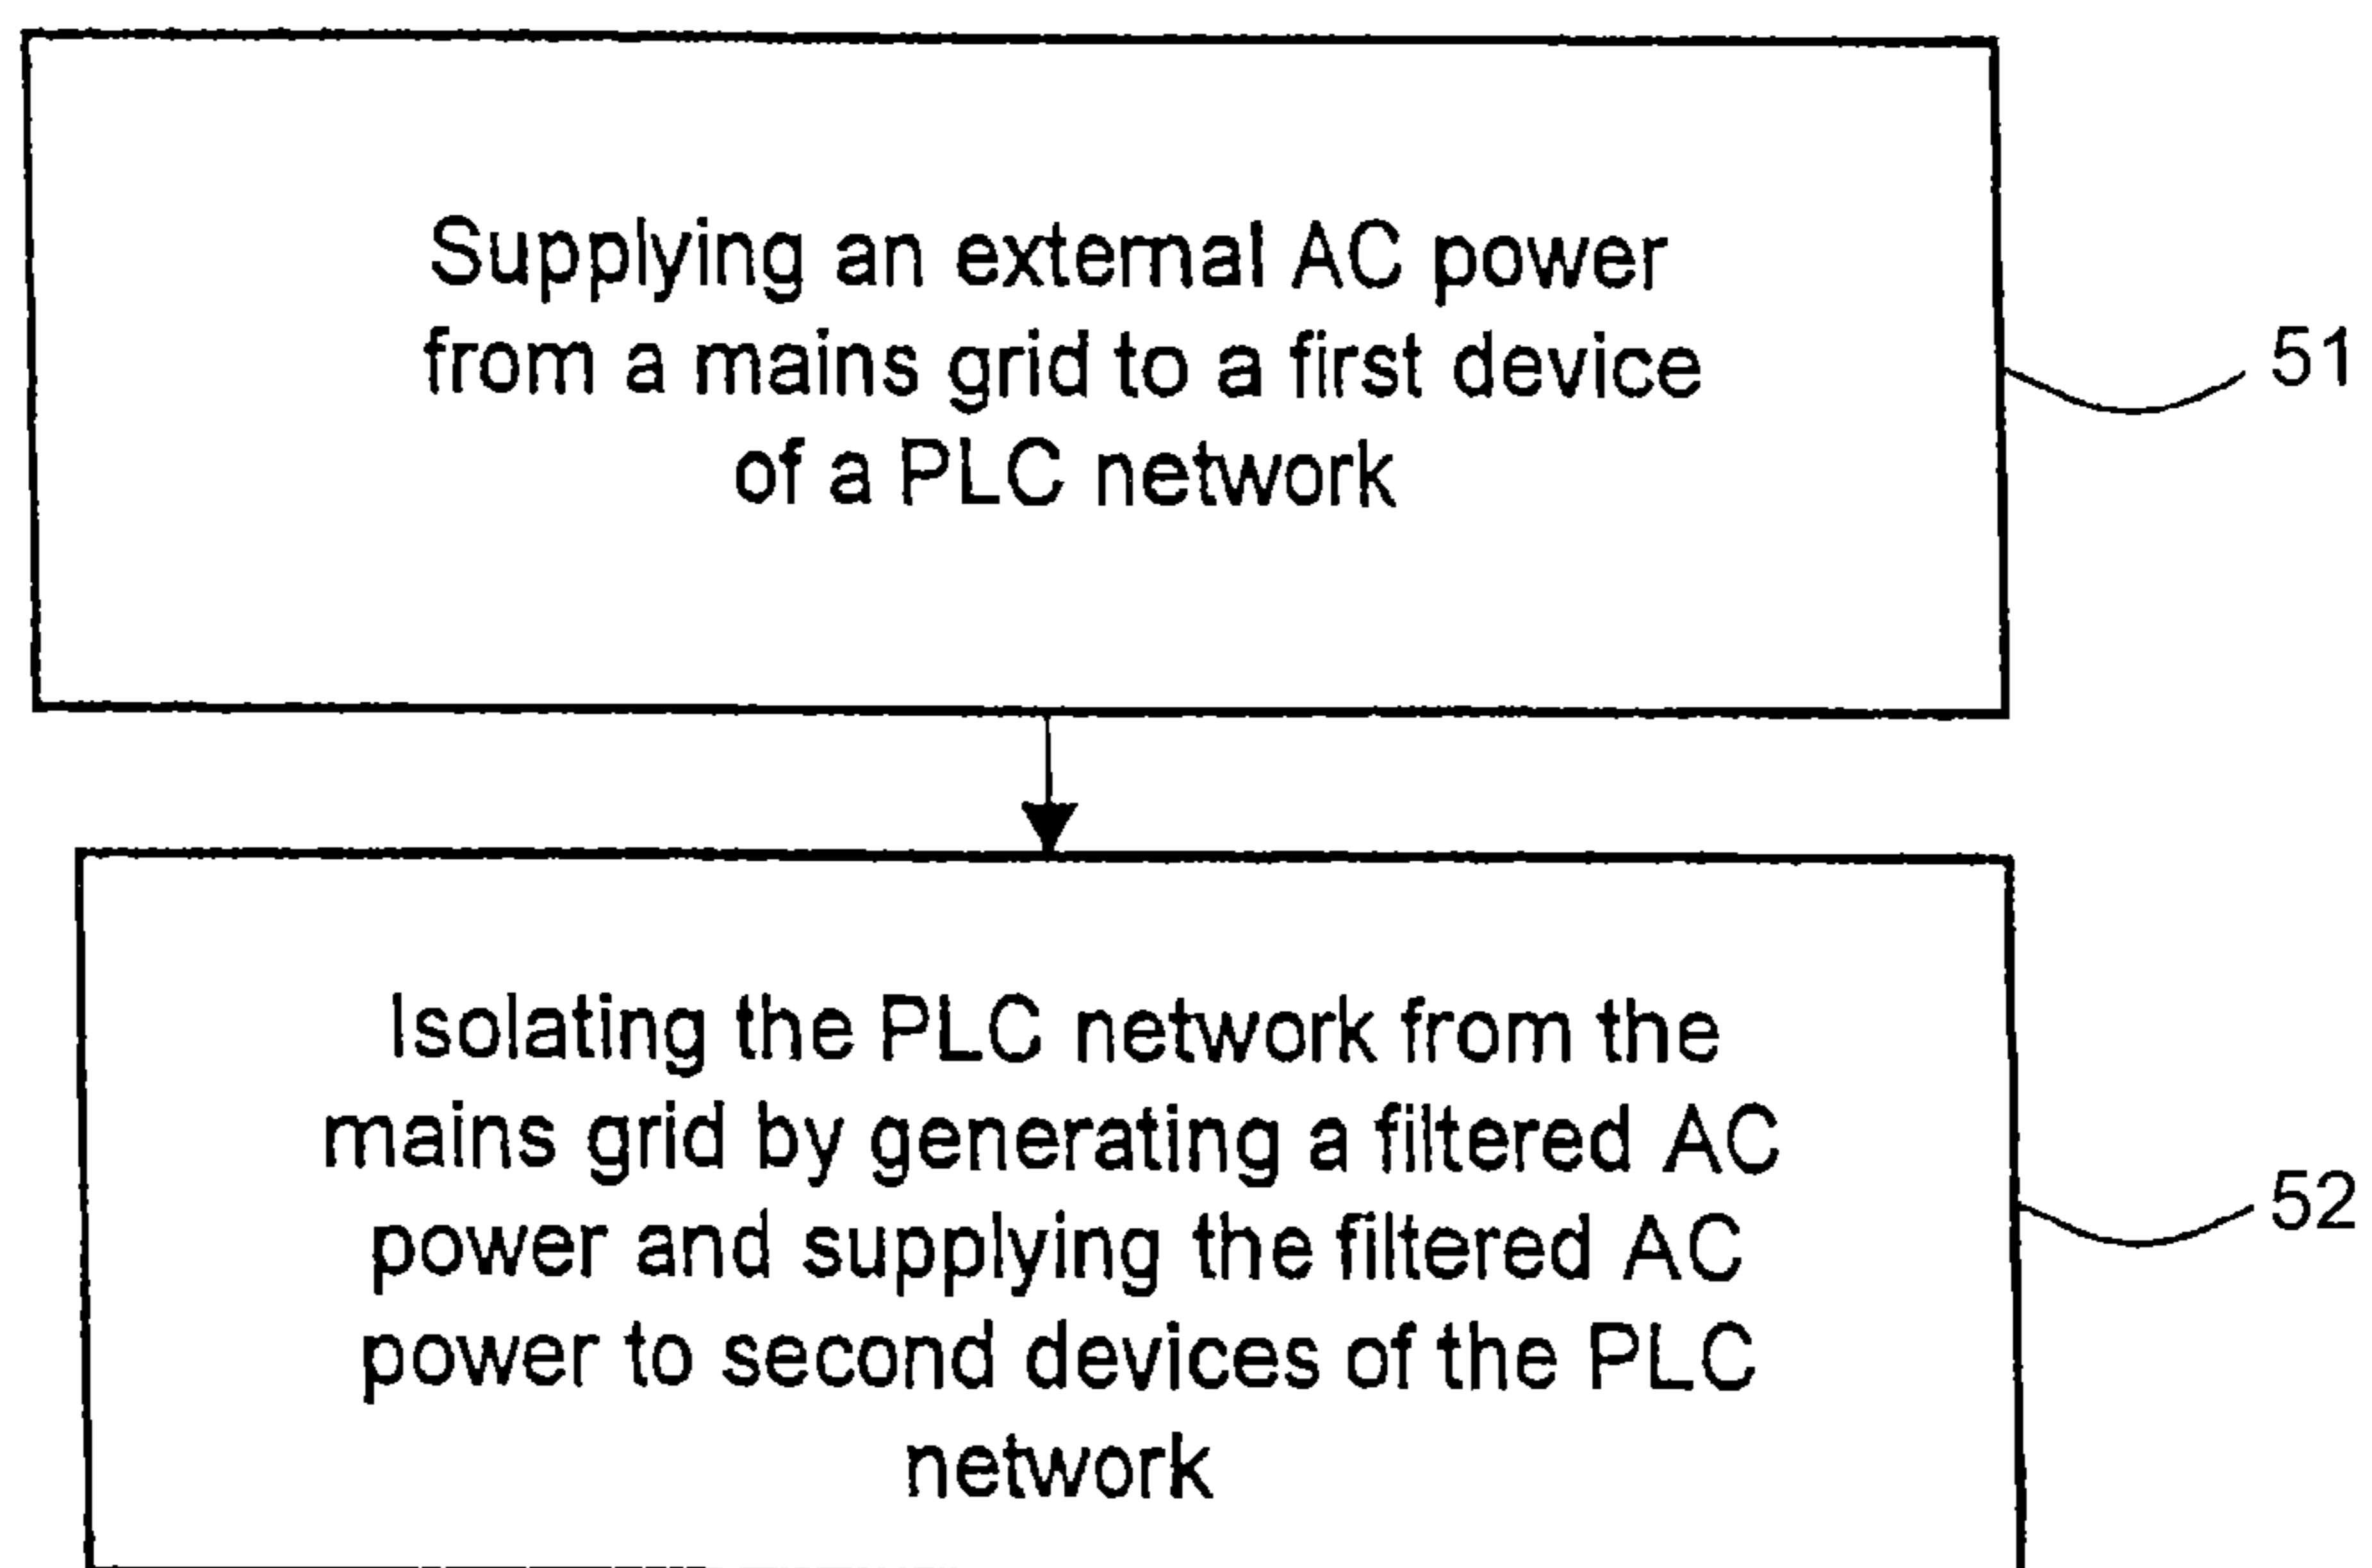 Supplying an external AC power
from a mains grid to a first device
of a PLC network
51
Isolating the PLC network from the
mains grid by generating a filtered AC
power and supplying the filtered AC
power to second devices of the PLC
network
52